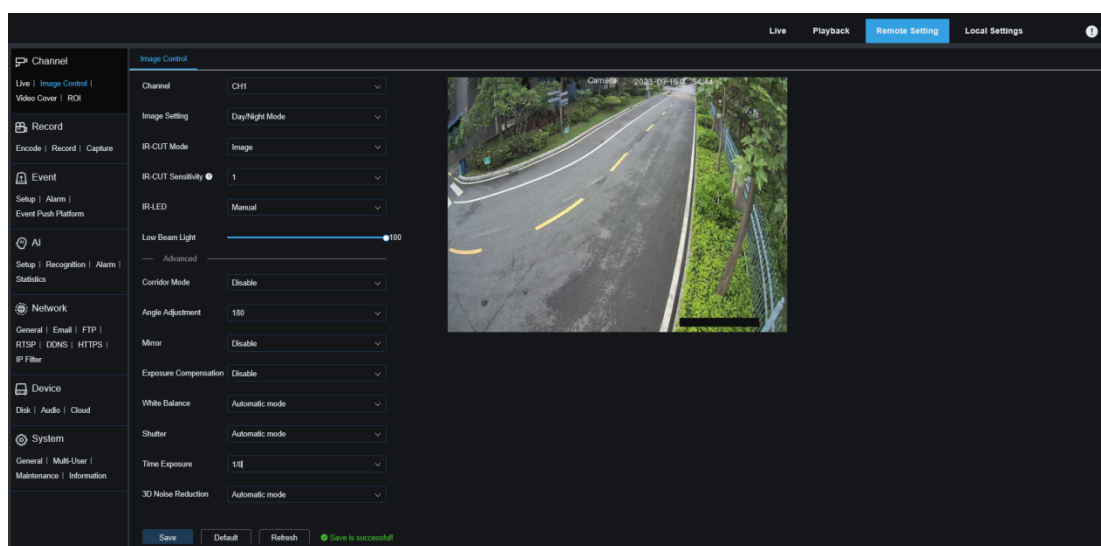 Live Playback Remote Setting Local Settings
Channel
Live | Image Control |
Video Cover | ROI
Record
Encode | Record | Capture
Event
Setup | Alarm |
Event Push Platform
AI
Setup | Recognition | Alarm |
Statistics
Network
General | Email | FTP |
RTSP | DDNS | HTTPS |
IP Filter
Device
Disk | Audio | Cloud
System
General | Multi-User |
Maintenance | Information
Image Control
Channel CH1
Image Setting Day/Night Mode
IR-CUT Mode Image
IR-CUT Sensitivity 1
IR-LED Manual
Low Beam Light 100
Advanced
Corridor Mode Disable
Angle Adjustment 180
Mirror Disable
Exposure Compensation Disable
White Balance Automatic mode
Shutter Automatic mode
Time Exposure 1/8
3D Noise Reduction Automatic mode
Save Default Refresh Save is successful!
Camera 2023-09-15